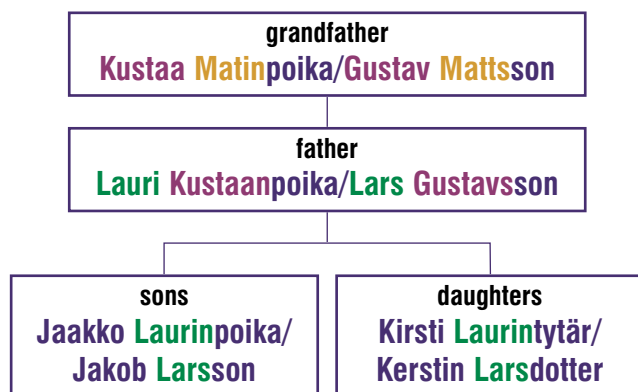 grandfather
Kustaa Matinpoika/Gustav Mattsson
father
Lauri Kustaanpoika/Lars Gustavsson
sons
Jaakko Laurinpoika/
Jakob Larsson
daughters
Kirsti Laurintytär/
Kerstin Larsdotter